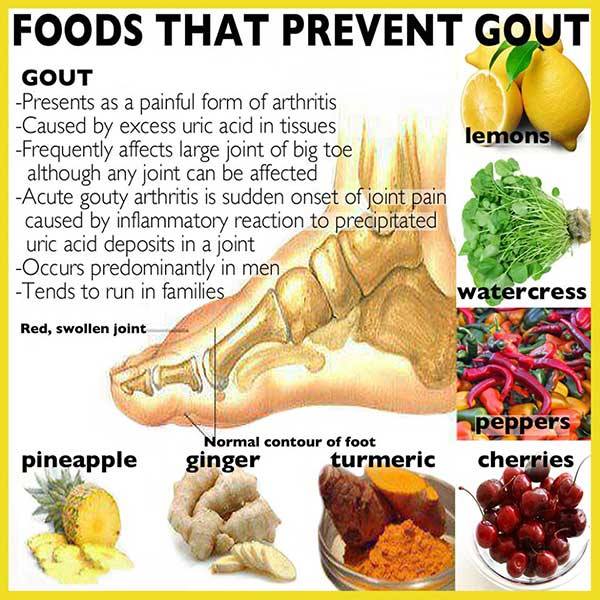 FOODS THAT PREVENT GOUT
GOUT
-Presents as a painful form of arthritis
-Caused by excess uric acid in tissues
-Frequently affects large joint of big toe
although any joint can be affected
-Acute gouty arthritis is sudden onset of joint pain
caused by inflammatory reaction to precipitated
uric acid deposits in a joint
-Occurs predominantly in men
-Tends to run in families
lemons
watercress
peppers
Red, swollen joint
Normal contour of foot
pineapple
ginger
turmeric
cherries